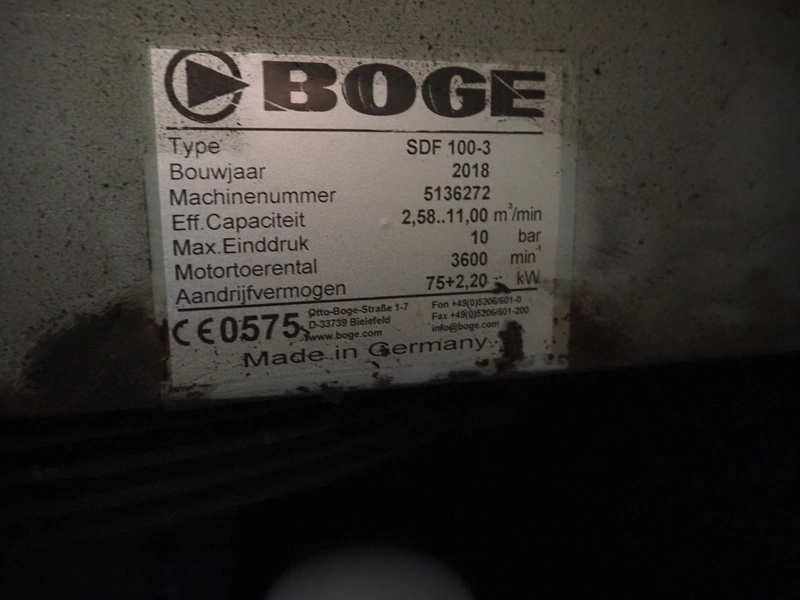 BOGE
Type SDF 100-3
Bouwjaar 2018
Machinenummer 5136272
Eff.Capaciteit 2,58..11,00 m³/min
Max.Einddruk 10 bar
Motortoerental 3600 min⁻¹
Aandrijfvermogen 75+2,20 kW
CE0575
Otto-Boge-Straße 1-7
D-33739 Bielefeld
www.boge.com
Fon +49(0)5206/601-0
Fax +49(0)5206/601-200
info@boge.com
Made in Germany